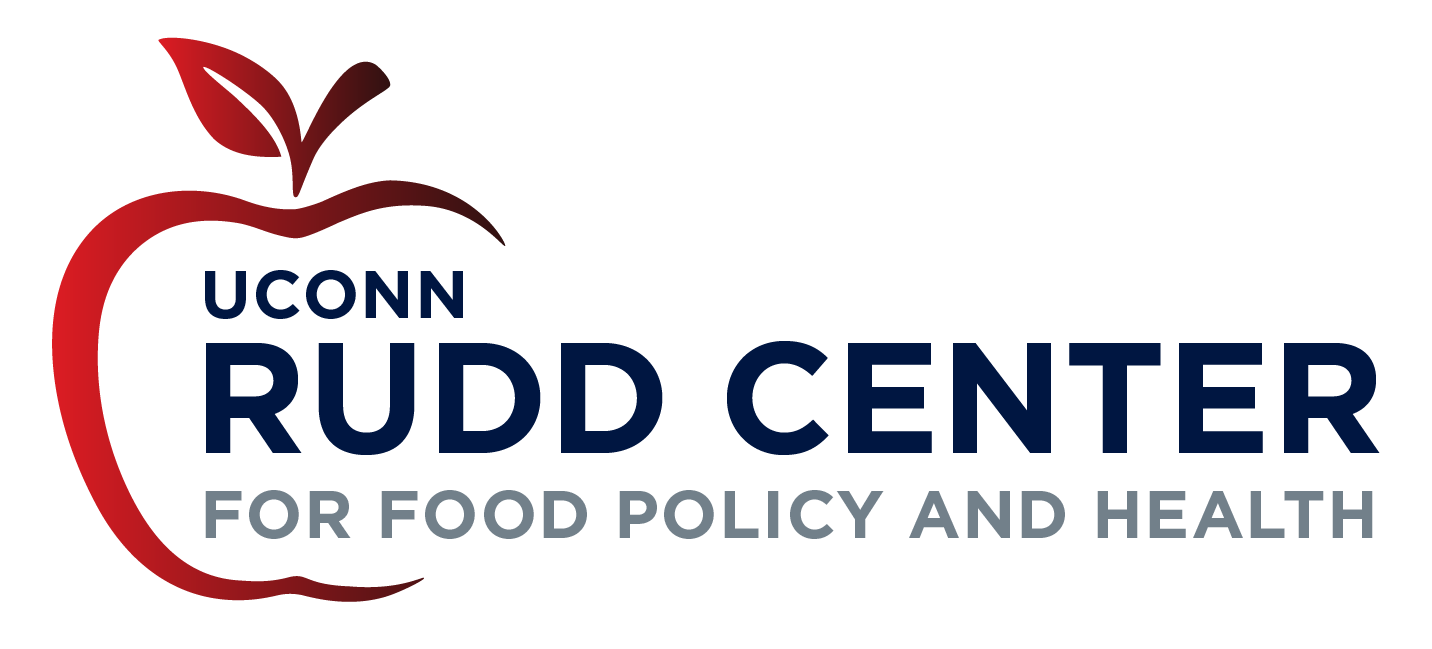 UCONN
RUDD CENTER
FOR FOOD POLICY AND HEALTH